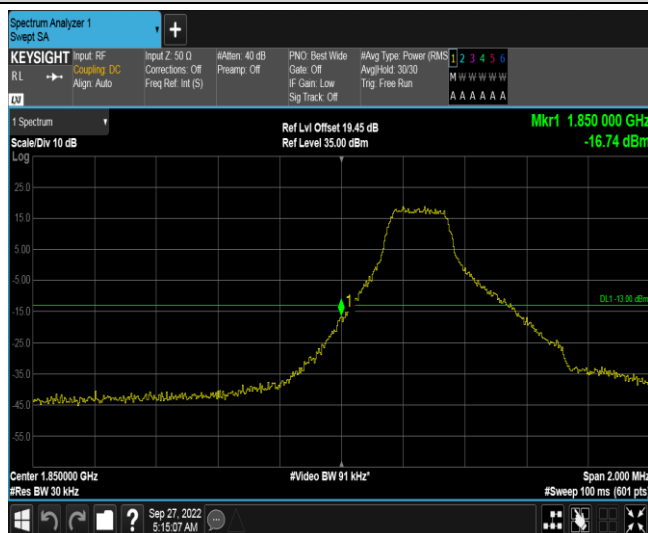 Spectrum Analyzer 1
Swept SA
KEYSIGHT
RL
Input: RF
Coupling: DC
Align: Auto
Input Z: 50 Ω
Corrections: Off
Freq Ref: Int (S)
#Atten: 40 dB
Preamp: Off
PNO: Best Wide
Gate: Off
IF Gain: Low
Sig Track: Off
#Avg Type: Power (RMS
Avg|Hold: 30/30
Trig: Free Run
1 2 3 4 5 6
M W W W W W
A A A A A A
1 Spectrum
Scale/Div 10 dB
Log
Ref Lvl Offset 19.45 dB
Ref Level 35.00 dBm
Mkr1 1.850 000 GHz
-16.74 dBm
25.0
15.0
5.00
-5.00
-15.0
-25.0
-35.0
-45.0
-55.0
1
DL1 -13.00 dBm
Center 1.850000 GHz
#Res BW 30 kHz
#Video BW 91 kHz*
Span 2.000 MHz
#Sweep 100 ms (601 pts)
?
Sep 27, 2022
5:15:07 AM